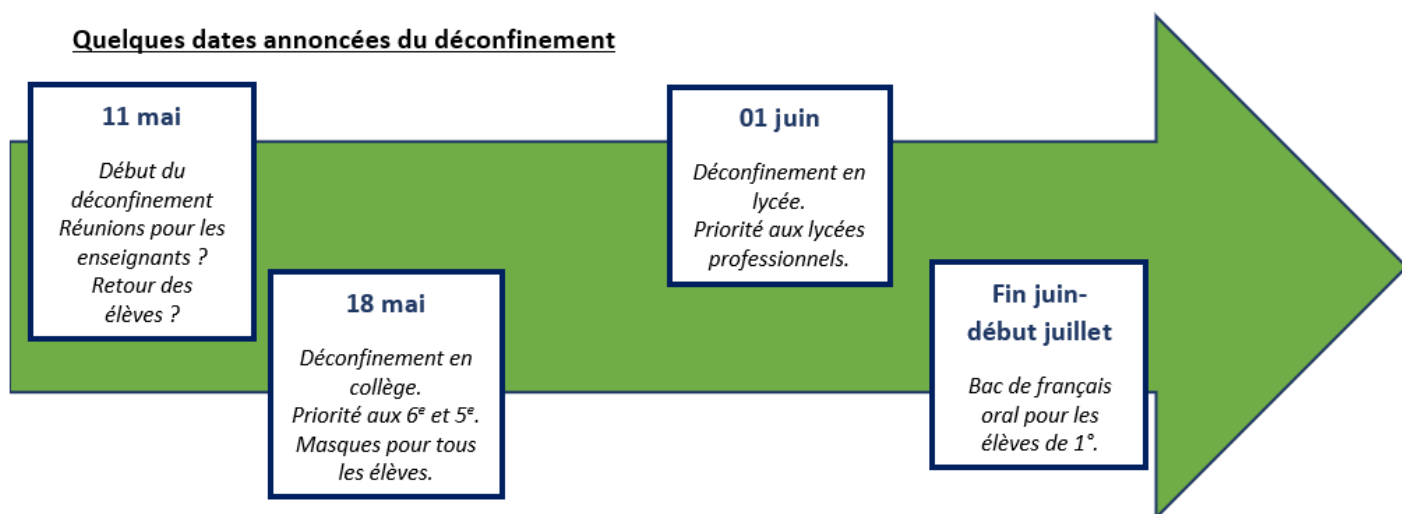 Quelques dates annoncées du déconfinement
11 mai
Début du
déconfinement
Réunions pour les
enseignants ?
Retour des
élèves ?
18 mai
Déconfinement en
collège.
Priorité aux 6e et 5e.
Masques pour tous
les élèves.
01 juin
Déconfinement en
lycée.
Priorité aux lycées
professionnels.
Fin juin-
début juillet
Bac de français
oral pour les
élèves de 1°.